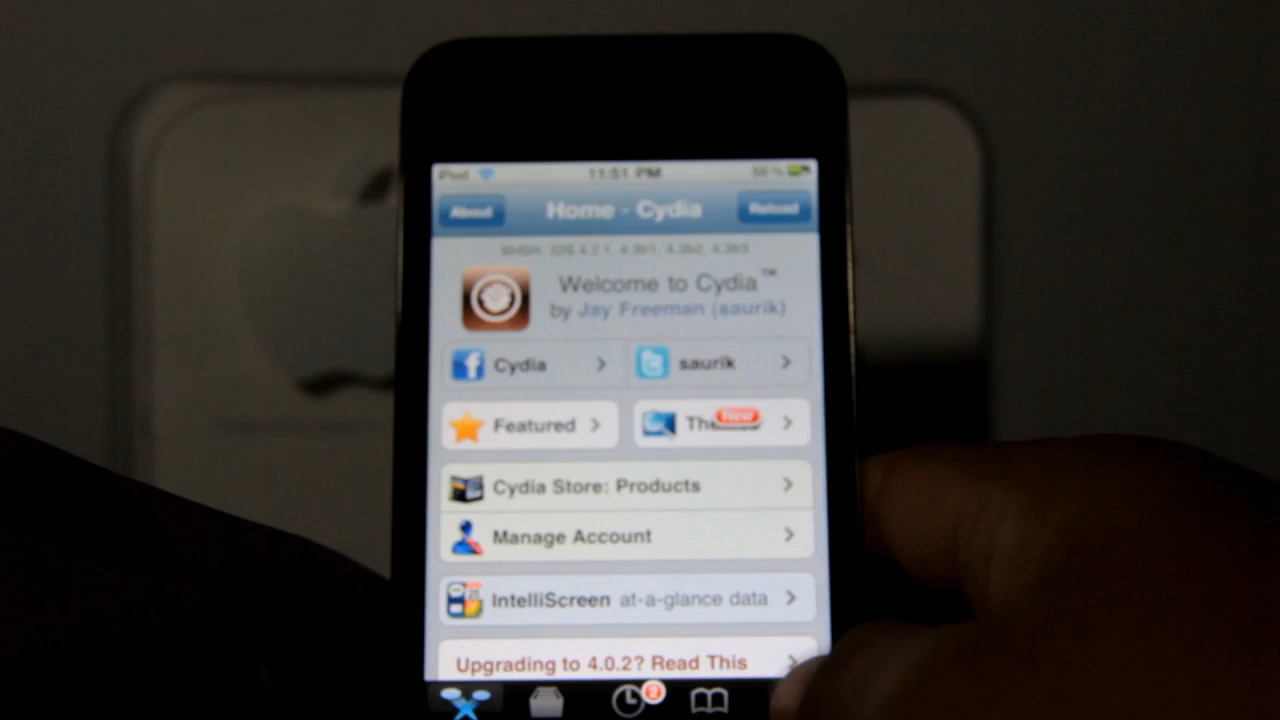 iPod 11:51 PM
About Home - Cydia Reload
SHSH: iOS 4.2.1, 4.3b1, 4.3b2, 4.3b3
Welcome to Cydia™
by Jay Freeman (saurik)
Cydia saurik
Featured New
Cydia Store: Products
Manage Account
IntelliScreen at-a-glance data
Upgrading to 4.0.2? Read This
2